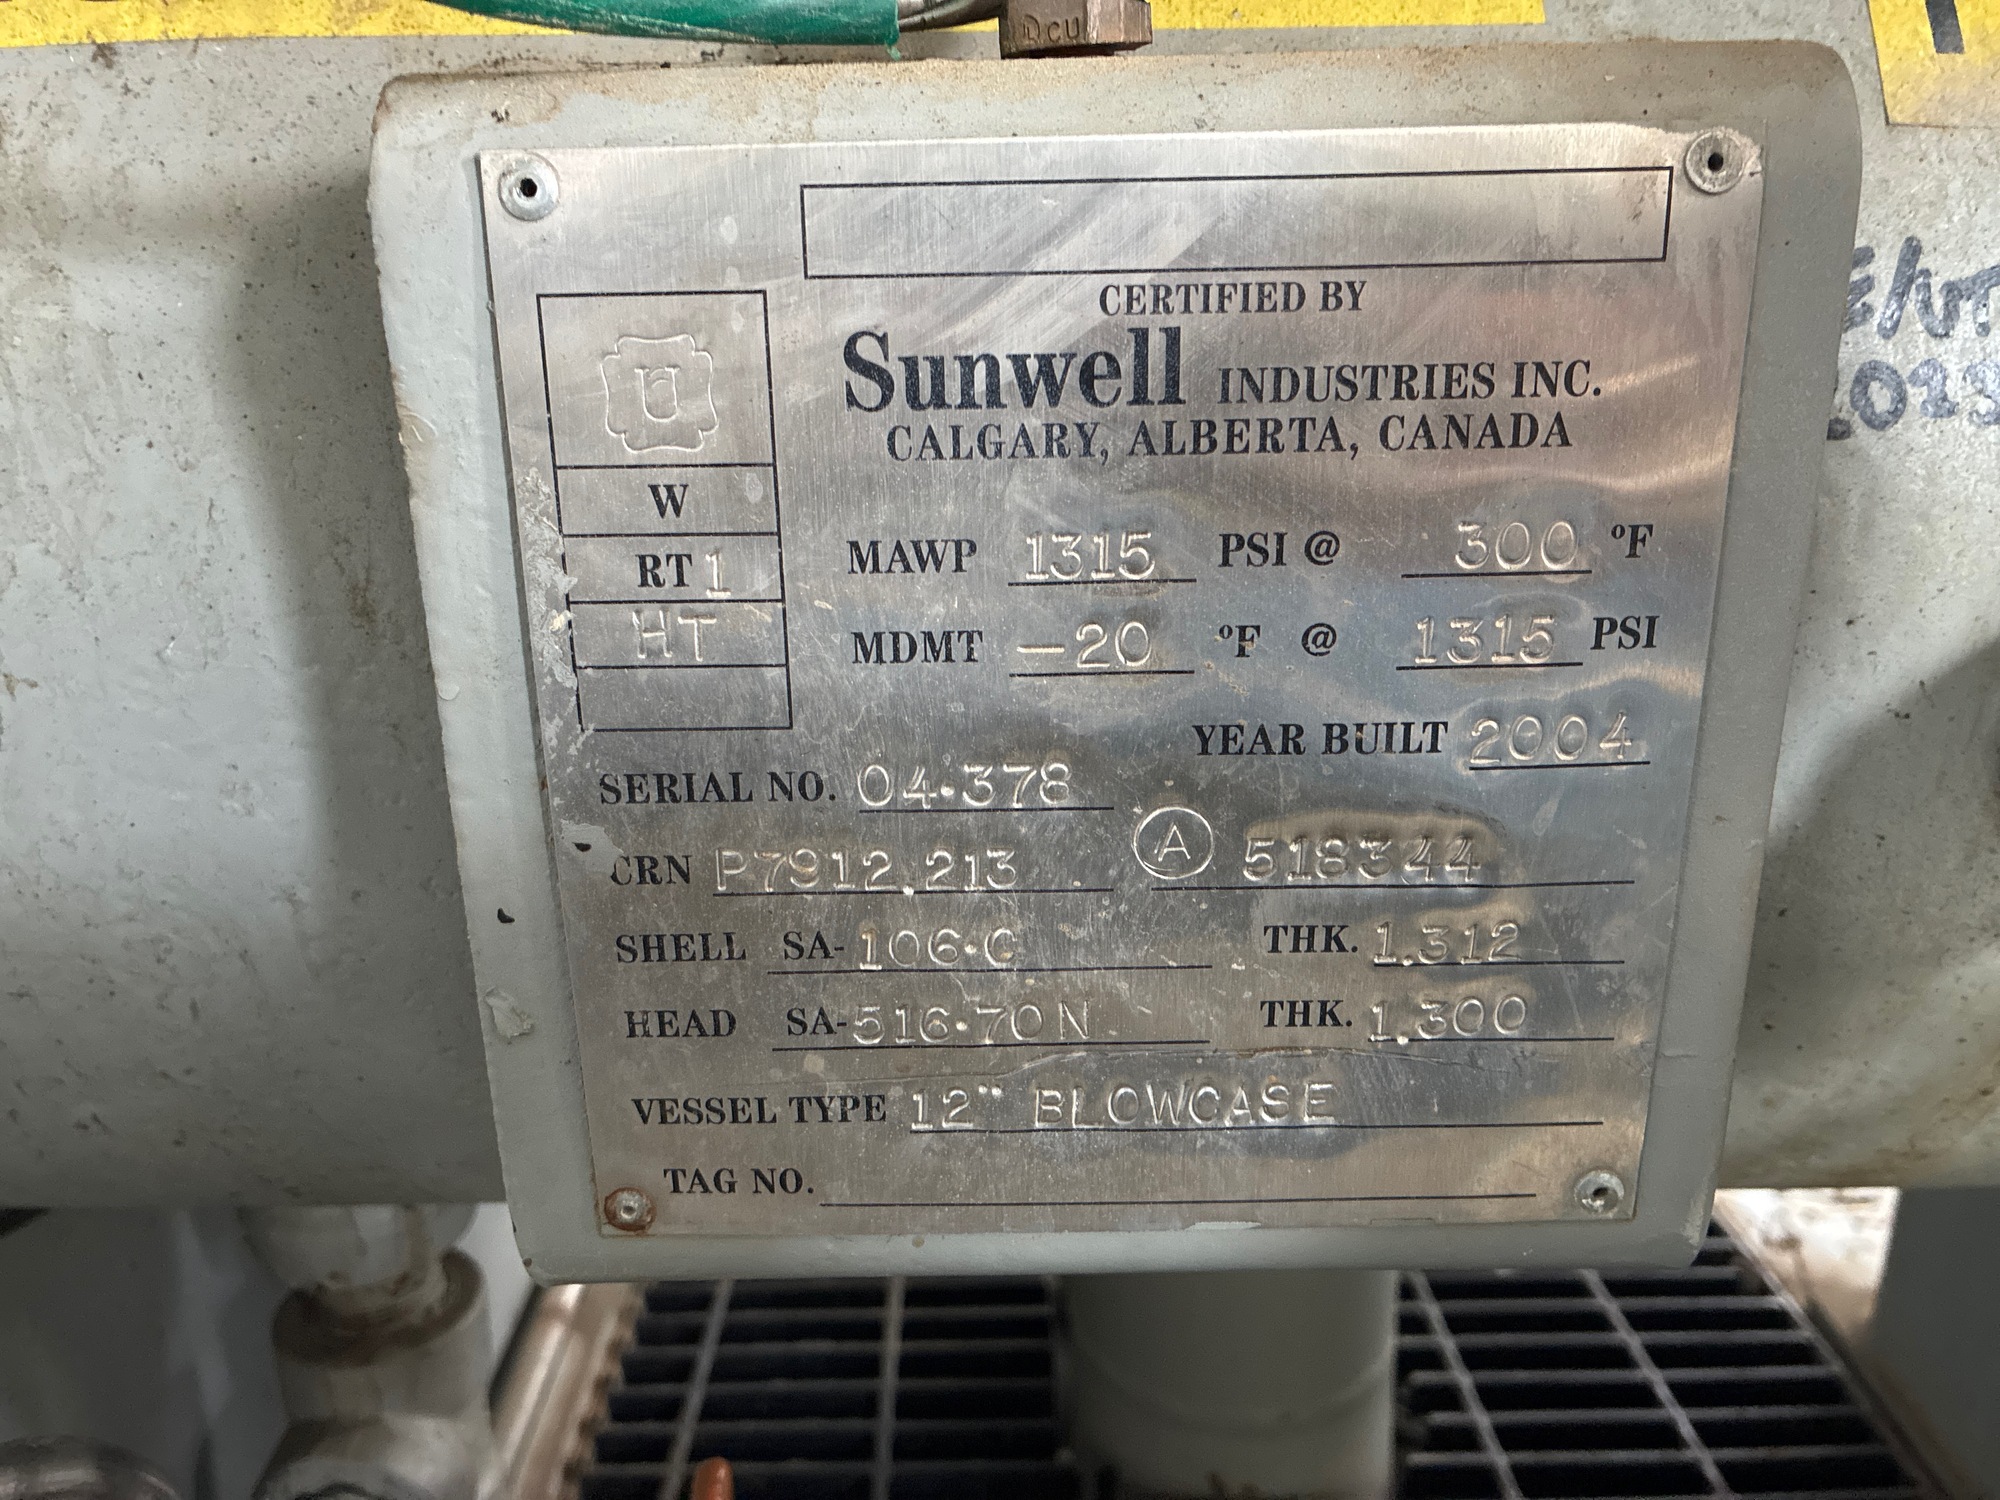 DCU
CERTIFIED BY
Sunwell INDUSTRIES INC.
CALGARY, ALBERTA, CANADA
U
W
RT 1
HT
MAWP 1315 PSI @ 300 °F
MDMT -20 °F @ 1315 PSI
YEAR BUILT 2004
SERIAL NO. 04·378
CRN P7912.213 Ⓐ 518344
SHELL SA-106·C THK. 1.312
HEAD SA-516·70N THK. 1.300
VESSEL TYPE 12" BLOWCASE
TAG NO.